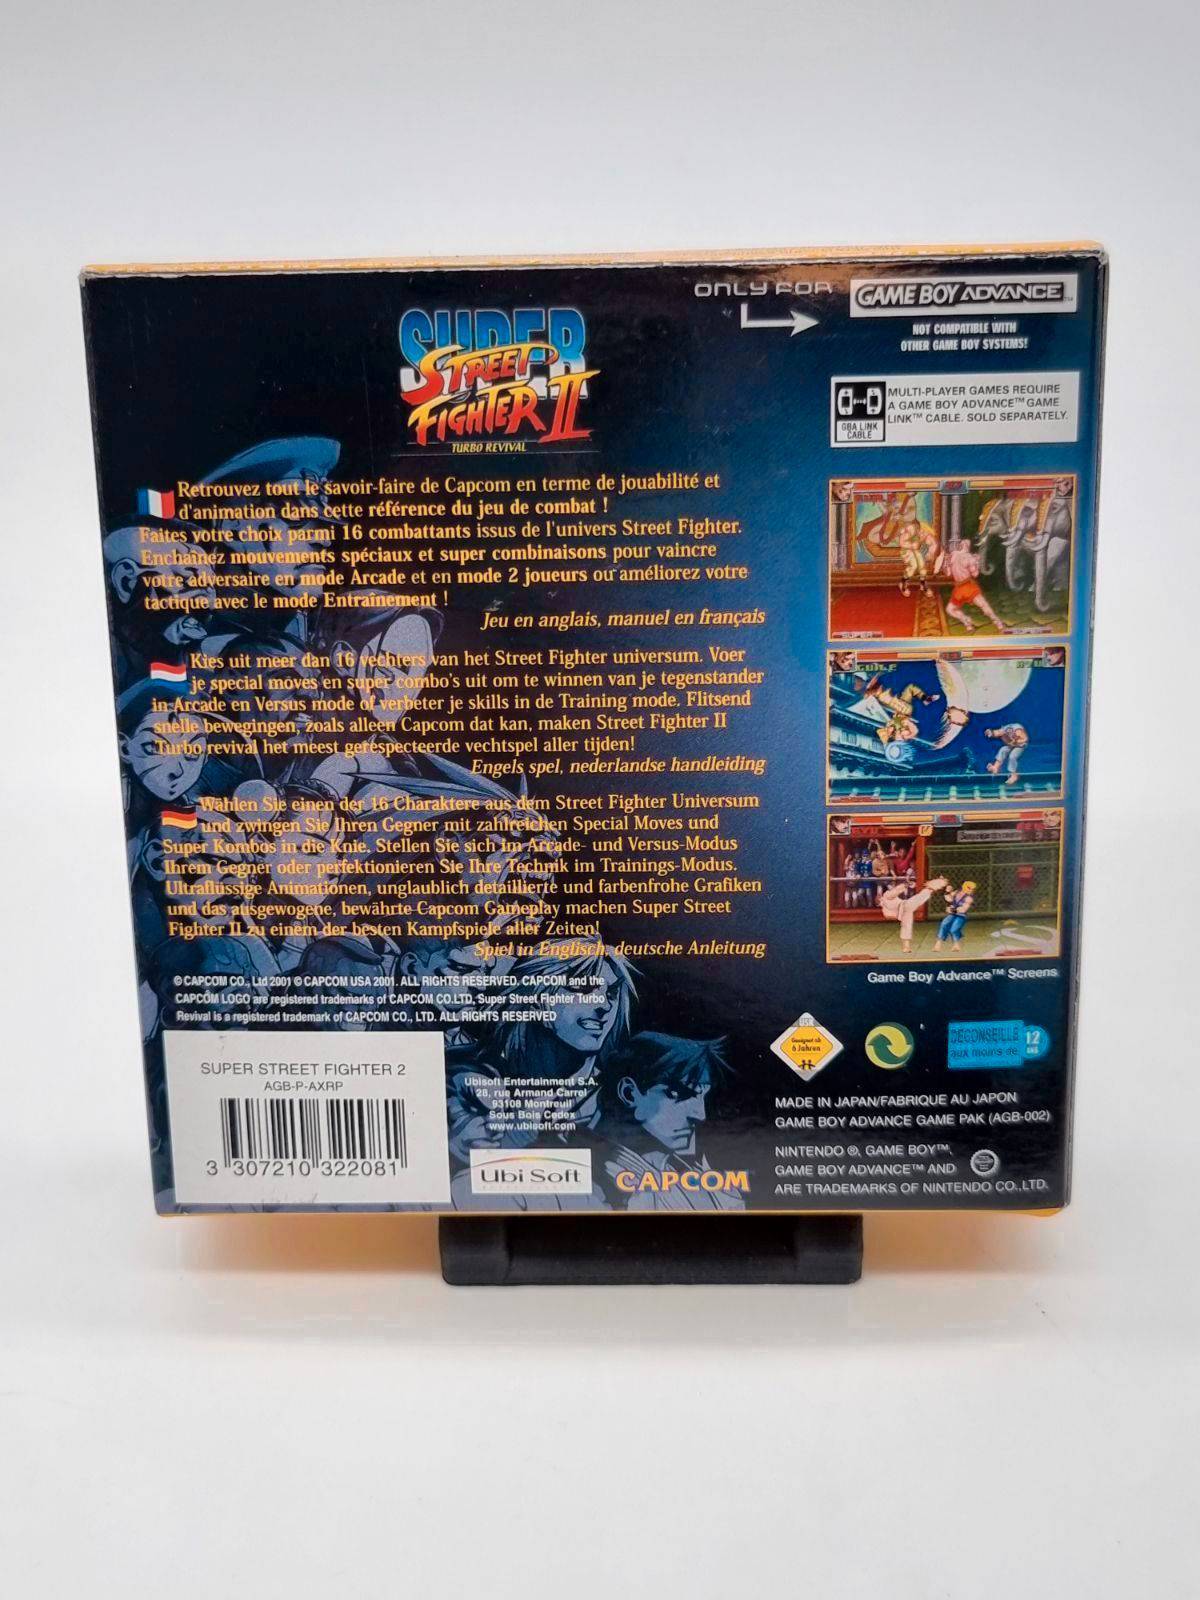 ONLY FOR
GAME BOY ADVANCE™
NOT COMPATIBLE WITH
OTHER GAME BOY SYSTEMS!
SUPER
STREET
FIGHTER II
TURBO REVIVAL
MULTI-PLAYER GAMES REQUIRE
A GAME BOY ADVANCE™ GAME
LINK™ CABLE. SOLD SEPARATELY.
GBA LINK
CABLE
Retrouvez tout le savoir-faire de Capcom en terme de jouabilité et
d'animation dans cette référence du jeu de combat !
Faites votre choix parmi 16 combattants issus de l'univers Street Fighter.
Enchaînez mouvements spéciaux et super combinaisons pour vaincre
votre adversaire en mode Arcade et en mode 2 joueurs ou améliorez votre
tactique avec le mode Entraînement !
Jeu en anglais, manuel en français
Kies uit meer dan 16 vechters van het Street Fighter universum. Voer
je special moves en super combo's uit om te winnen van je tegenstander
in Arcade en Versus mode of verbeter je skills in de Training mode. Flitsend
snelle bewegingen, zoals alleen Capcom dat kan, maken Street Fighter II
Turbo revival het meest gerespecteerde vechtspel aller tijden!
Engels spel, nederlandse handleiding
Wählen Sie einen der 16 Charaktere aus dem Street Fighter Universum
und zwingen Sie Ihren Gegner mit zahlreichen Special Moves und
Super Kombos in die Knie. Stellen Sie sich im Arcade- und Versus-Modus
Ihrem Gegner oder perfektionieren Sie Ihre Technik im Trainings-Modus.
Ultraflüssige Animationen, unglaublich detaillierte und farbenfrohe Grafiken
und das ausgewogene, bewährte Capcom Gameplay machen Super Street
Fighter II zu einem der besten Kampfspiele aller Zeiten!
Spiel in Englisch, deutsche Anleitung
SUPER
SUPER
GUILE
RYU
Game Boy Advance™ Screens
© CAPCOM CO., Ltd 2001 © CAPCOM USA 2001. ALL RIGHTS RESERVED. CAPCOM and the
CAPCOM LOGO are registered trademarks of CAPCOM CO.LTD, Super Street Fighter Turbo
Revival is a registered trademark of CAPCOM CO., LTD. ALL RIGHTS RESERVED
SUPER STREET FIGHTER 2
AGB-P-AXRP
3 307210 322081
Ubisoft Entertainment S.A.
28, rue Armand Carrel
93108 Montreuil
Sous Bois Cedex
www.ubisoft.com
Ubi Soft
CAPCOM
USK
Geeignet ab
6 Jahren
DECONSEILLE
aux moins de
12
ANS
MADE IN JAPAN/FABRIQUE AU JAPON
GAME BOY ADVANCE GAME PAK (AGB-002)
NINTENDO ®, GAME BOY™,
GAME BOY ADVANCE™ AND
ARE TRADEMARKS OF NINTENDO CO.,LTD.